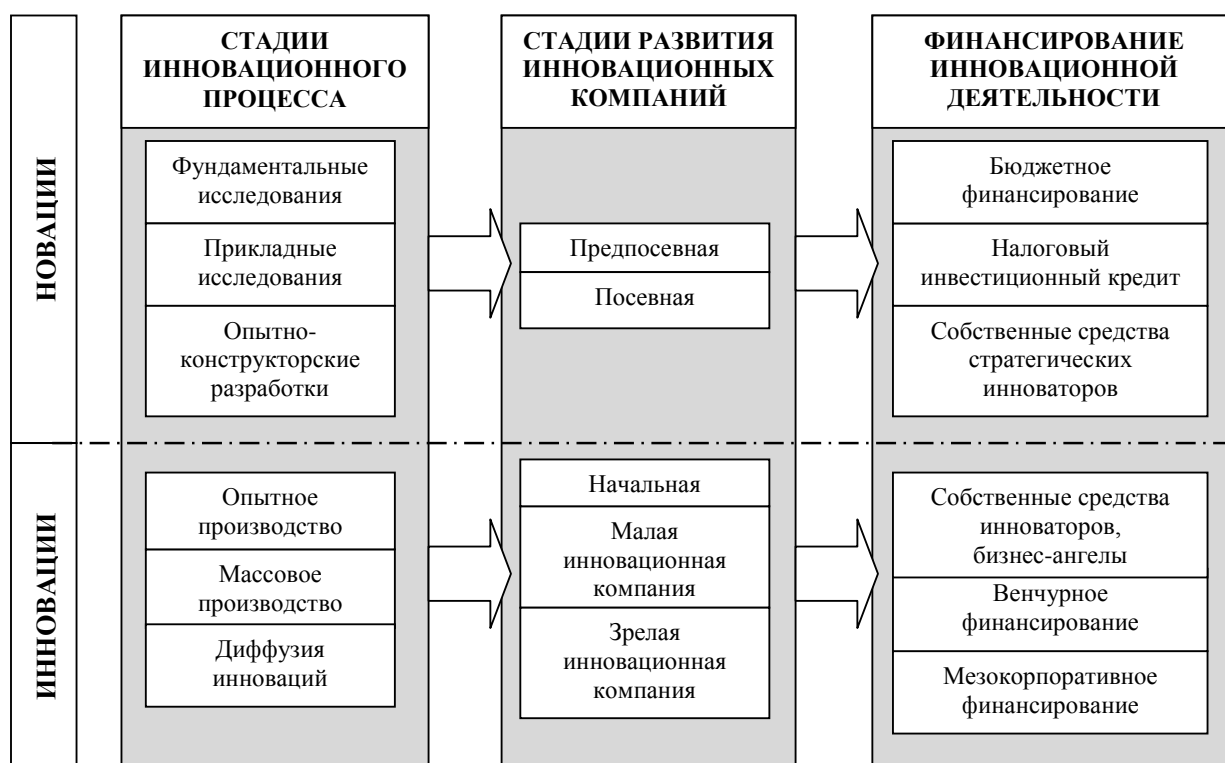 СТАДИИ
ИННОВАЦИОННОГО
ПРОЦЕССА
СТАДИИ РАЗВИТИЯ
ИННОВАЦИОННЫХ
КОМПАНИЙ
ФИНАНСИРОВАНИЕ
ИННОВАЦИОННОЙ
ДЕЯТЕЛЬНОСТИ
НОВАЦИИ
Фундаментальные
исследования
Прикладные
исследования
Опытно-
конструкторские
разработки
Предпосевная
Посевная
Бюджетное
финансирование
Налоговый
инвестиционный кредит
Собственные средства
стратегических
инноваторов
ИННОВАЦИИ
Опытное
производство
Массовое
производство
Диффузия
инноваций
Начальная
Малая
инновационная
компания
Зрелая
инновационная
компания
Собственные средства
инноваторов,
бизнес-ангелы
Венчурное
финансирование
Мезокорпоративное
финансирование